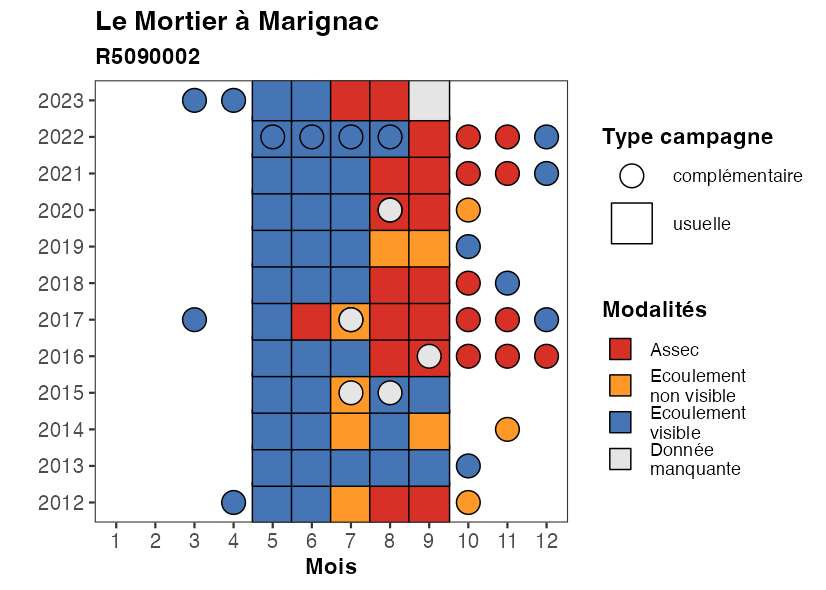 Le Mortier à Marignac
R5090002
2023
2022
2021
2020
2019
2018
2017
2016
2015
2014
2013
2012
1 2 3 4 5 6 7 8 9 10 11 12
Mois
Type campagne
complémentaire
usuelle
Modalités
Assec
Ecoulement
non visible
Ecoulement
visible
Donnée
manquante